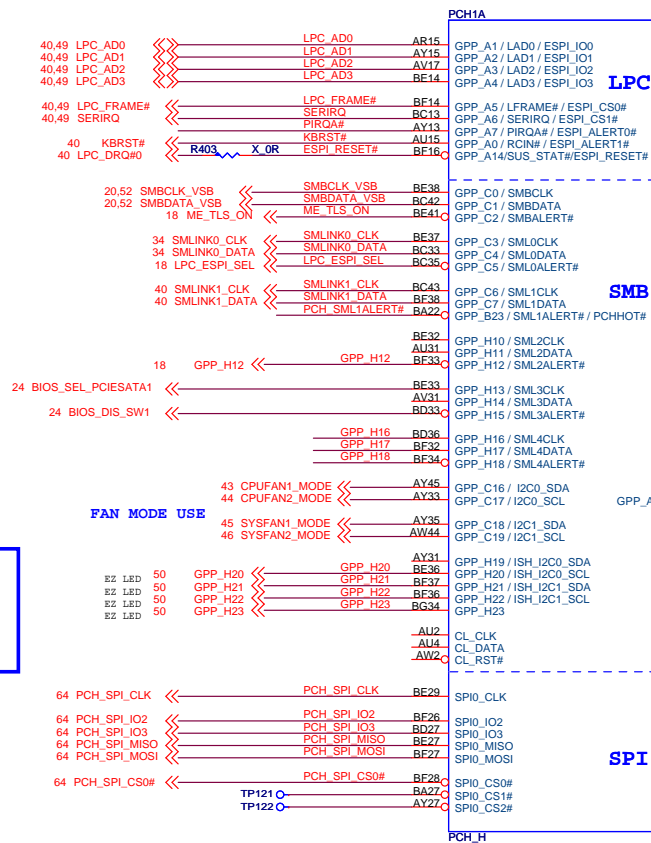 PCH1A
40,49 LPC_AD0 LPC_AD0 AR15 GPP_A1 / LAD0 / ESPI_IO0
40,49 LPC_AD1 LPC_AD1 AY15 GPP_A2 / LAD1 / ESPI_IO1
40,49 LPC_AD2 LPC_AD2 AV17 GPP_A3 / LAD2 / ESPI_IO2
40,49 LPC_AD3 LPC_AD3 BE14 GPP_A4 / LAD3 / ESPI_IO3
LPC
40,49 LPC_FRAME# LPC_FRAME# BF14 GPP_A5 / LFRAME# / ESPI_CS0#
40,49 SERIRQ SERIRQ BC13 GPP_A6 / SERIRQ / ESPI_CS1#
PIRQA# AY13 GPP_A7 / PIRQA# / ESPI_ALERT0#
40 KBRST# KBRST# AU15 GPP_A0 / RCIN# / ESPI_ALERT1#
40 LPC_DRQ#0 R403 X_0R ESPI_RESET# BF16 GPP_A14/SUS_STAT#/ESPI_RESET#
20,52 SMBCLK_VSB SMBCLK_VSB BE38 GPP_C0 / SMBCLK
20,52 SMBDATA_VSB SMBDATA_VSB BC42 GPP_C1 / SMBDATA
18 ME_TLS_ON ME_TLS_ON BE41 GPP_C2 / SMBALERT#
34 SMLINK0_CLK SMLINK0_CLK BE37 GPP_C3 / SML0CLK
34 SMLINK0_DATA SMLINK0_DATA BC33 GPP_C4 / SML0DATA
18 LPC_ESPI_SEL LPC_ESPI_SEL BC35 GPP_C5 / SML0ALERT#
40 SMLINK1_CLK SMLINK1_CLK BC43 GPP_C6 / SML1CLK
SMB
40 SMLINK1_DATA SMLINK1_DATA BF38 GPP_C7 / SML1DATA
PCH_SML1ALERT# BA22 GPP_B23 / SML1ALERT# / PCHHOT#
BE32 GPP_H10 / SML2CLK
AU31 GPP_H11 / SML2DATA
18 GPP_H12 GPP_H12 BF33 GPP_H12 / SML2ALERT#
24 BIOS_SEL_PCIESATA1 BE33 GPP_H13 / SML3CLK
AV31 GPP_H14 / SML3DATA
24 BIOS_DIS_SW1 BD33 GPP_H15 / SML3ALERT#
GPP_H16 BD36 GPP_H16 / SML4CLK
GPP_H17 BF32 GPP_H17 / SML4DATA
GPP_H18 BF34 GPP_H18 / SML4ALERT#
43 CPUFAN1_MODE AY45 GPP_C16 / I2C0_SDA
44 CPUFAN2_MODE AY33 GPP_C17 / I2C0_SCL GPP_A
FAN MODE USE
45 SYSFAN1_MODE AY35 GPP_C18 / I2C1_SDA
46 SYSFAN2_MODE AW44 GPP_C19 / I2C1_SCL
AY31 GPP_H19 / ISH_I2C0_SDA
EZ LED 50 GPP_H20 GPP_H20 BE36 GPP_H20 / ISH_I2C0_SCL
EZ LED 50 GPP_H21 GPP_H21 BF37 GPP_H21 / ISH_I2C1_SDA
EZ LED 50 GPP_H22 GPP_H22 BF36 GPP_H22 / ISH_I2C1_SCL
EZ LED 50 GPP_H23 GPP_H23 BG34 GPP_H23
AU2 CL_CLK
AU4 CL_DATA
AW2 CL_RST#
64 PCH_SPI_CLK PCH_SPI_CLK BE29 SPI0_CLK
64 PCH_SPI_IO2 PCH_SPI_IO2 BF26 SPI0_IO2
64 PCH_SPI_IO3 PCH_SPI_IO3 BD27 SPI0_IO3
64 PCH_SPI_MISO PCH_SPI_MISO BE27 SPI0_MISO
64 PCH_SPI_MOSI PCH_SPI_MOSI BF27 SPI0_MOSI
SPI
64 PCH_SPI_CS0# PCH_SPI_CS0# BF28 SPI0_CS0#
TP121 BA27 SPI0_CS1#
TP122 AY27 SPI0_CS2#
PCH_H